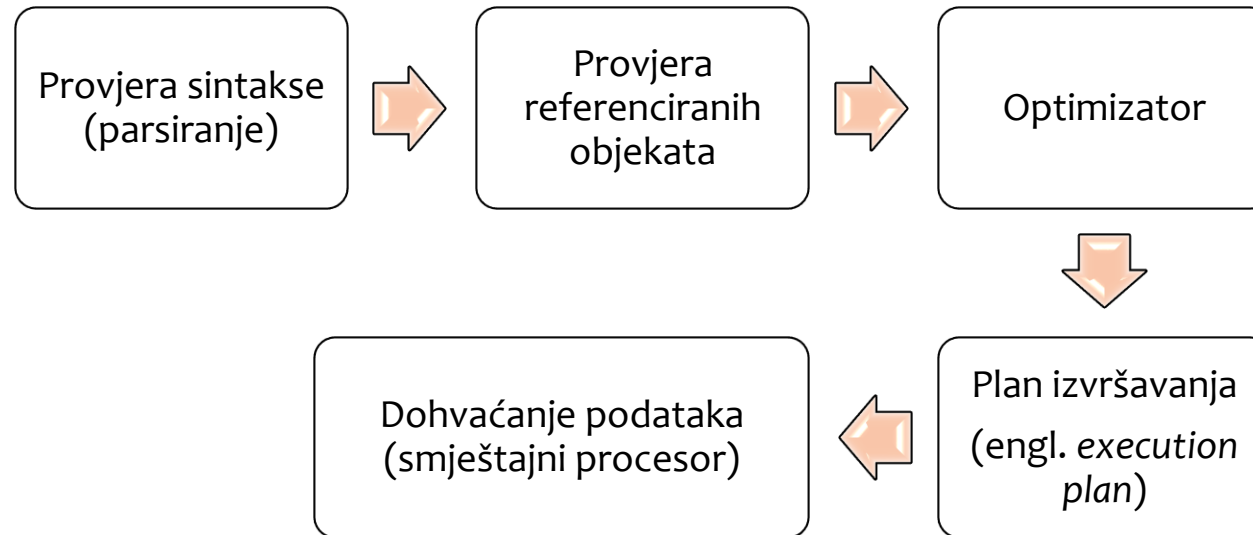 Provjera sintakse
(parsiranje)
Provjera
referenciranih
objekata
Optimizator
Plan izvršavanja
(engl. execution
plan)
Dohvaćanje podataka
(smještajni procesor)